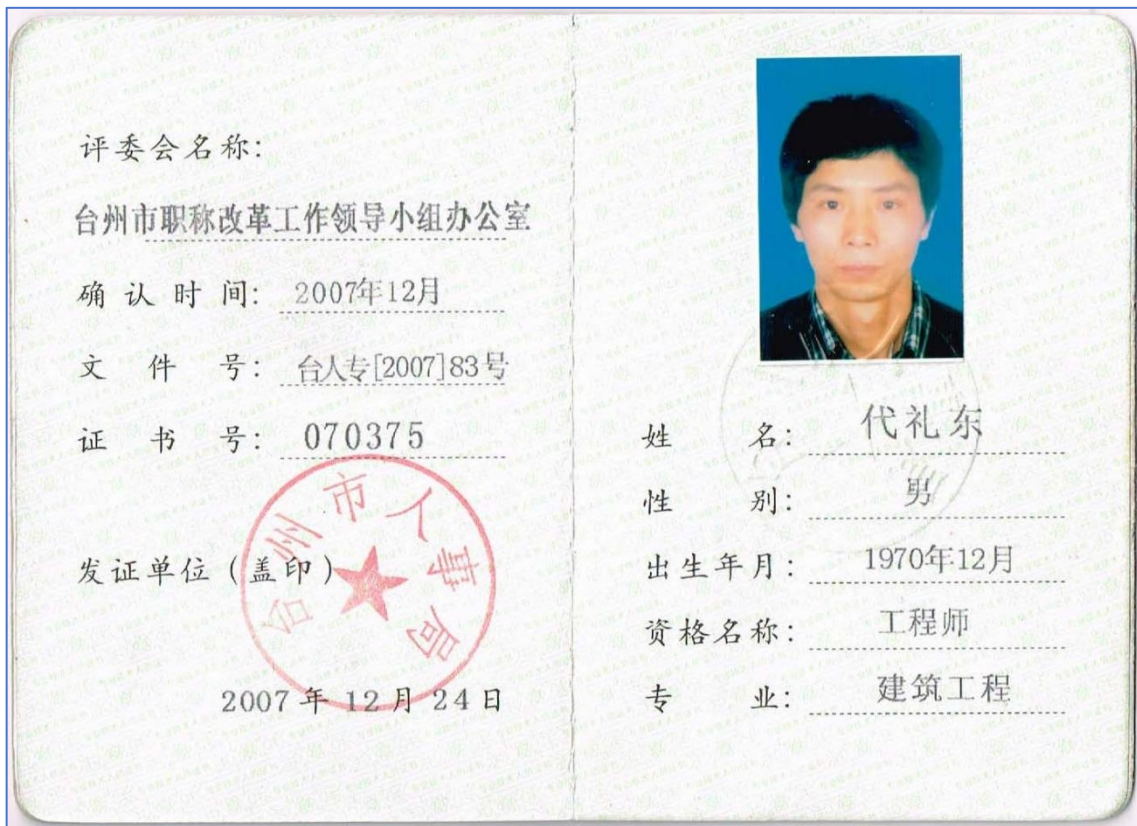 评委会名称:
台州市职称改革工作领导小组办公室
确认时间: 2007年12月
文件号: 台人专[2007]83号
证书号: 070375
台州市人事局
发证单位(盖印)
2007年12月24日
姓名: 代礼东
性别: 男
出生年月: 1970年12月
资格名称: 工程师
专业: 建筑工程